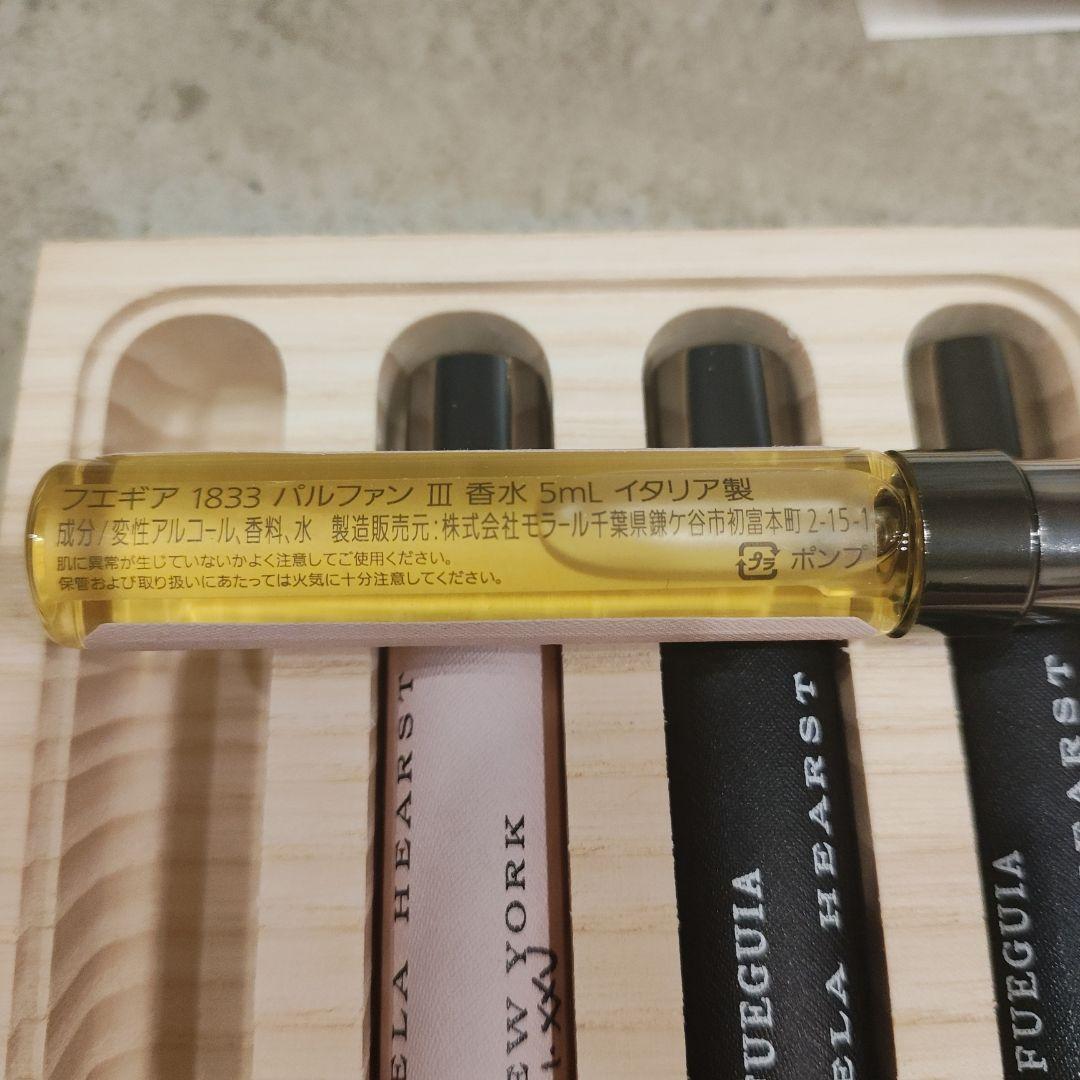 フエギア 1833 パルファン III 香水 5mL イタリア製
成分/変性アルコール、香料、水 製造販売元:株式会社モラール千葉県鎌ケ谷市初富本町2-15-1
肌に異常が生じていないかよく注意してご使用ください。
保管および取り扱いにあたっては火気に十分注意してください。
プラ ポンプ
ELA HEARST
EW YORK
XXV
FUEGUIA
ELA HEARST
FUEGUIA
EARST